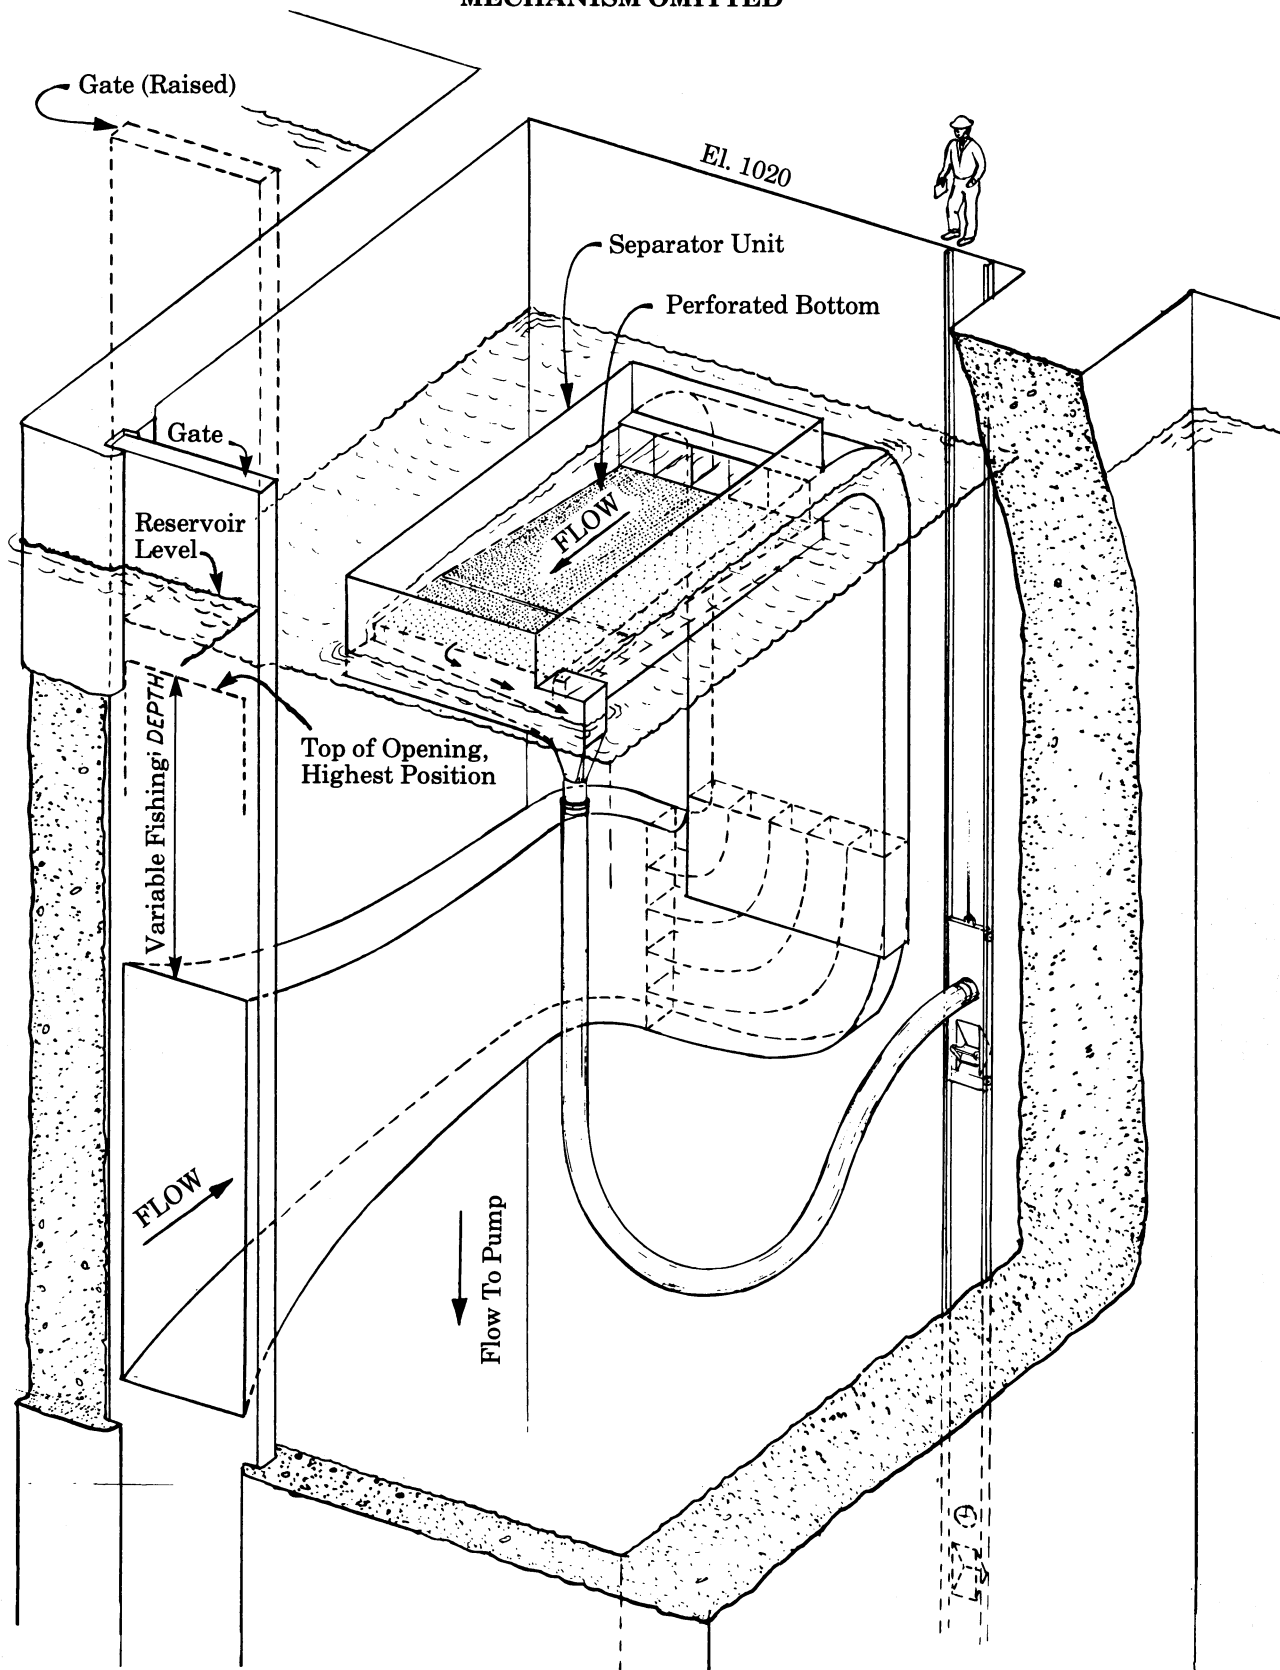 MECHANISM OMITTED
Gate (Raised)
El. 1020
Separator Unit
Perforated Bottom
Gate
Reservoir
Level
FLOW
Top of Opening,
Highest Position
Variable Fishing DEPTH
FLOW
Flow To Pump